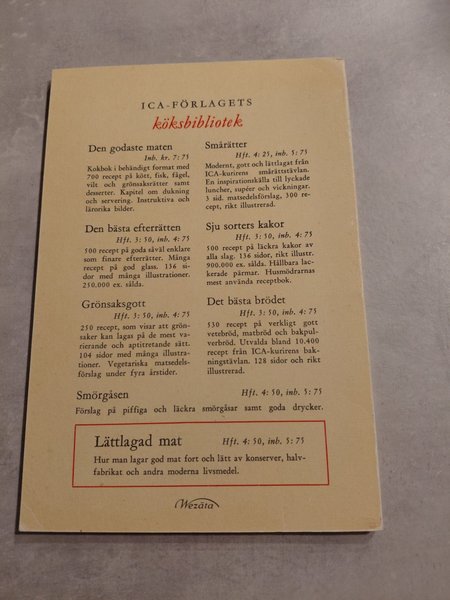 ICA-FÖRLAGETS
köksbibliotek
Den godaste maten
Inb. kr. 7:75
Kokbok i behändigt format med
700 recept på kött, fisk, fågel,
vilt och grönsaksrätter samt
desserter. Kapitel om dukning
och servering. Instruktiva och
lärorika bilder.
Den bästa efterrätten
Hft. 3:50, inb. 4:75
500 recept på goda såväl enklare
som finare efterrätter. Många
recept på god glass. 136 si-
dor med många illustrationer.
250.000 ex. sålda.
Grönsaksgott
Hft. 3:50, inb. 4:75
250 recept, som visar att grön-
saker kan lagas på de mest va-
rierande och aptitretande sätt.
104 sidor med många illustra-
tioner. Vegetariska matsedels-
förslag under fyra årstider.
Smårätter
Hft. 4:25, inb. 5:75
Modernt, gott och lättlagat från
ICA-kurirens smårättstävlan.
En inspirationskälla till lyckade
luncher, supéer och vickningar.
3 sid. matsedelsförslag, 300 re-
cept, rikt illustrerad.
Sju sorters kakor
Hft. 3:50, inb. 4:75
500 recept på läckra kakor av
alla slag. 136 sidor, rikt illustr.
900.000 ex. sålda. Hållbara lac-
kerade pärmar. Husmödrarnas
mest använda receptbok.
Det bästa brödet
Hft. 3:50, inb. 4:75
530 recept på verkligt gott
vetebröd, matbröd och bakpul-
verbröd. Utvalda bland 10.400
recept från ICA-kurirens bak-
ningstävlan. 128 sidor och rikt
illustrerad.
Smörgåsen Hft. 4:50, inb. 5:75
Förslag på piffiga och läckra smörgåsar samt goda drycker.
Lättlagad mat Hft. 4:50, inb. 5:75
Hur man lagar god mat fort och lätt av konserver, halv-
fabrikat och andra moderna livsmedel.
Wezäta